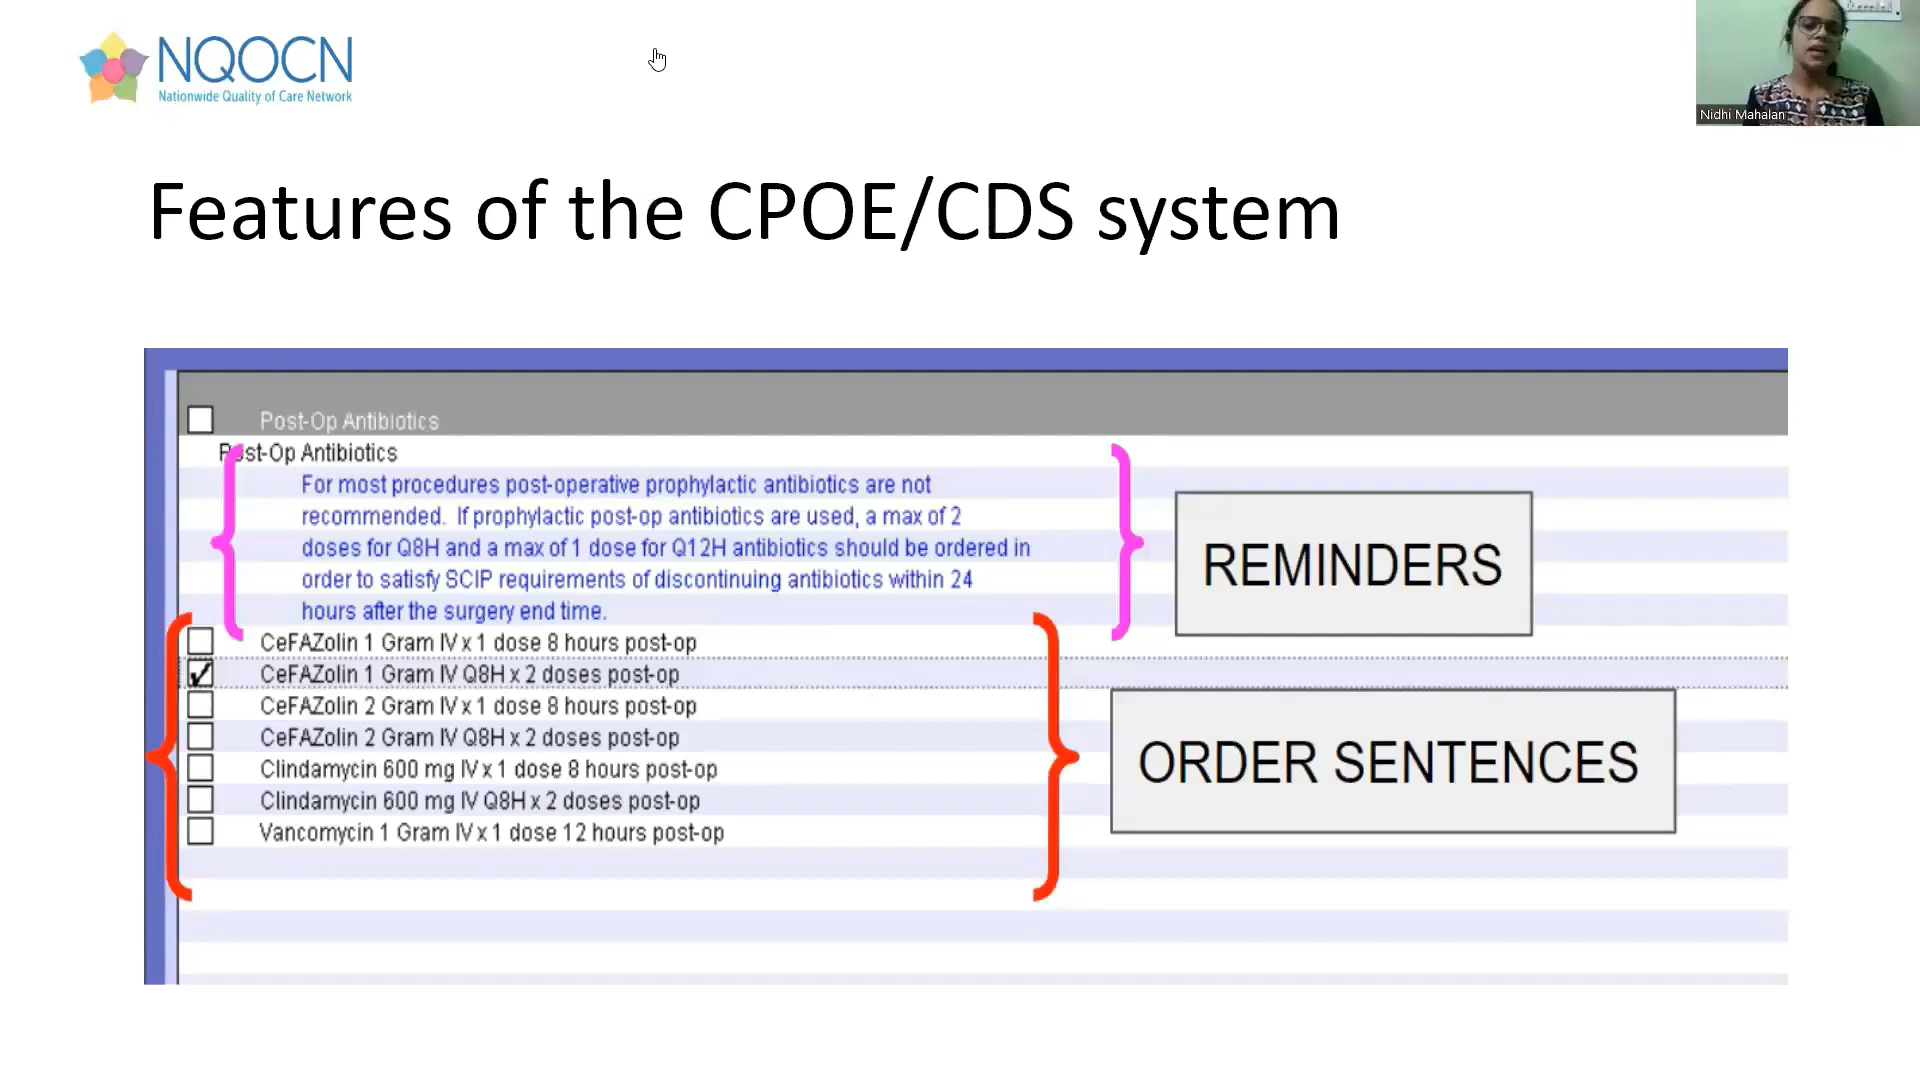 NQOCN
Nationwide Quality of Care Network
Nidhi Mahalan
Features of the CPOE/CDS system
Post-Op Antibiotics
Post-Op Antibiotics
For most procedures post-operative prophylactic antibiotics are not
recommended. If prophylactic post-op antibiotics are used, a max of 2
doses for Q8H and a max of 1 dose for Q12H antibiotics should be ordered in
order to satisfy SCIP requirements of discontinuing antibiotics within 24
hours after the surgery end time.
REMINDERS
CeFAZolin 1 Gram IV x 1 dose 8 hours post-op
CeFAZolin 1 Gram IV Q8H x 2 doses post-op
CeFAZolin 2 Gram IV x 1 dose 8 hours post-op
CeFAZolin 2 Gram IV Q8H x 2 doses post-op
Clindamycin 600 mg IV x 1 dose 8 hours post-op
Clindamycin 600 mg IV Q8H x 2 doses post-op
Vancomycin 1 Gram IV x 1 dose 12 hours post-op
ORDER SENTENCES